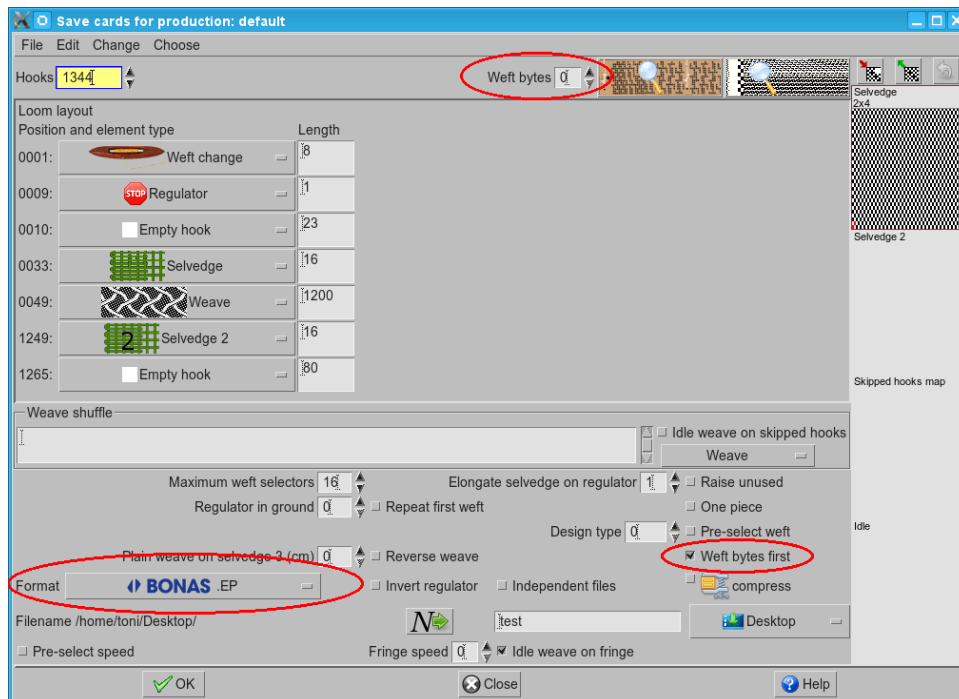 Save cards for production: default
File Edit Change Choose
Hooks 1344 Weft bytes 0
Selvedge
2x4
Loom layout
Position and element type Length
0001: Weft change 8
0009: STOP Regulator 1
0010: Empty hook 23
0033: Selvedge 16
0049: Weave 1200
1249: 2 Selvedge 2 16
1265: Empty hook 80
Selvedge 2
Skipped hooks map
Idle
Weave shuffle
Idle weave on skipped hooks
Weave
Maximum weft selectors 16 Elongate selvedge on regulator 1 Raise unused
Regulator in ground 0 Repeat first weft One piece
Design type 0 Pre-select weft
Plain weave on selvedge 3 (cm) 0 Reverse weave Weft bytes first
Format BONAS .EP Invert regulator Independent files compress
Filename /home/toni/Desktop/ N test Desktop
Pre-select speed Fringe speed 0 Idle weave on fringe
OK Close ? Help